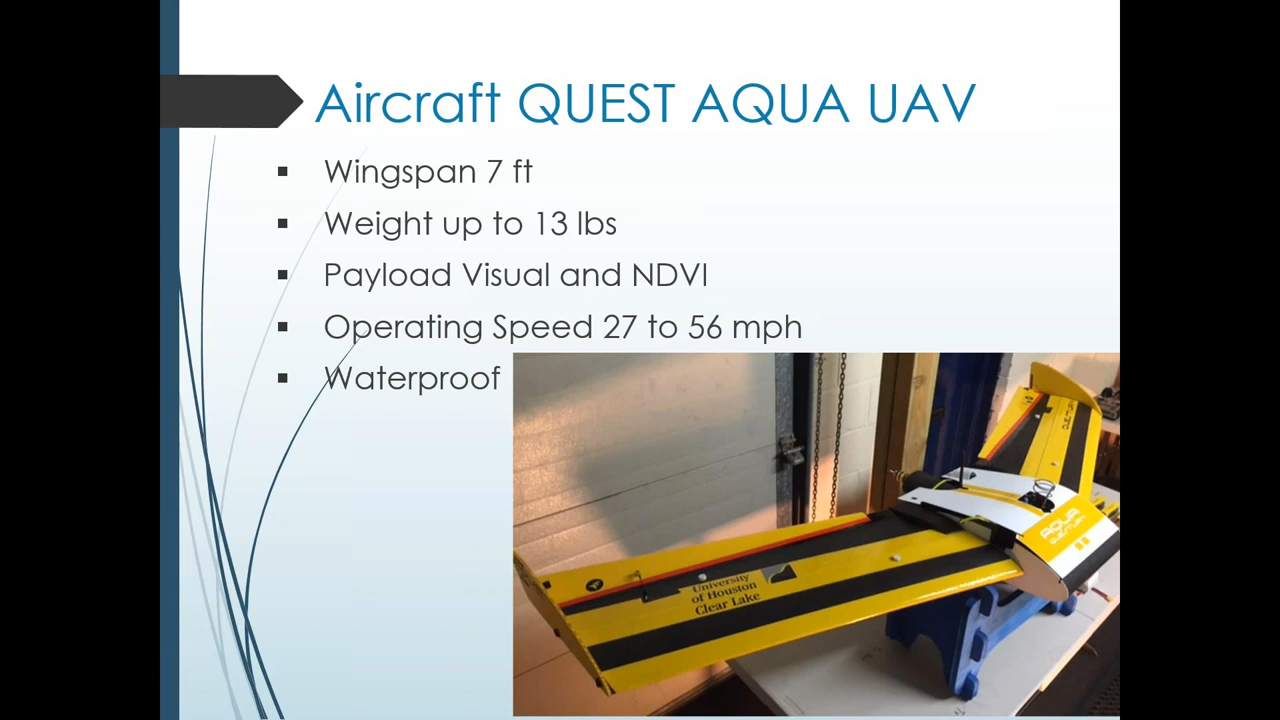 Aircraft QUEST AQUA UAV
▪ Wingspan 7 ft
▪ Weight up to 13 lbs
▪ Payload Visual and NDVI
▪ Operating Speed 27 to 56 mph
▪ Waterproof
University
of Houston
Clear Lake
AQUA